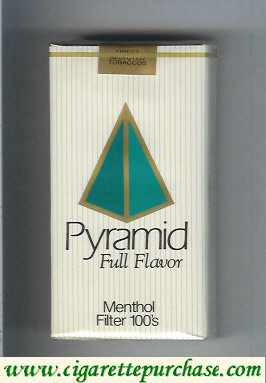 FINEST
TOBACCOS
Pyramid
Full Flavor
Menthol
Filter 100's
www.cigarettepurchase.com